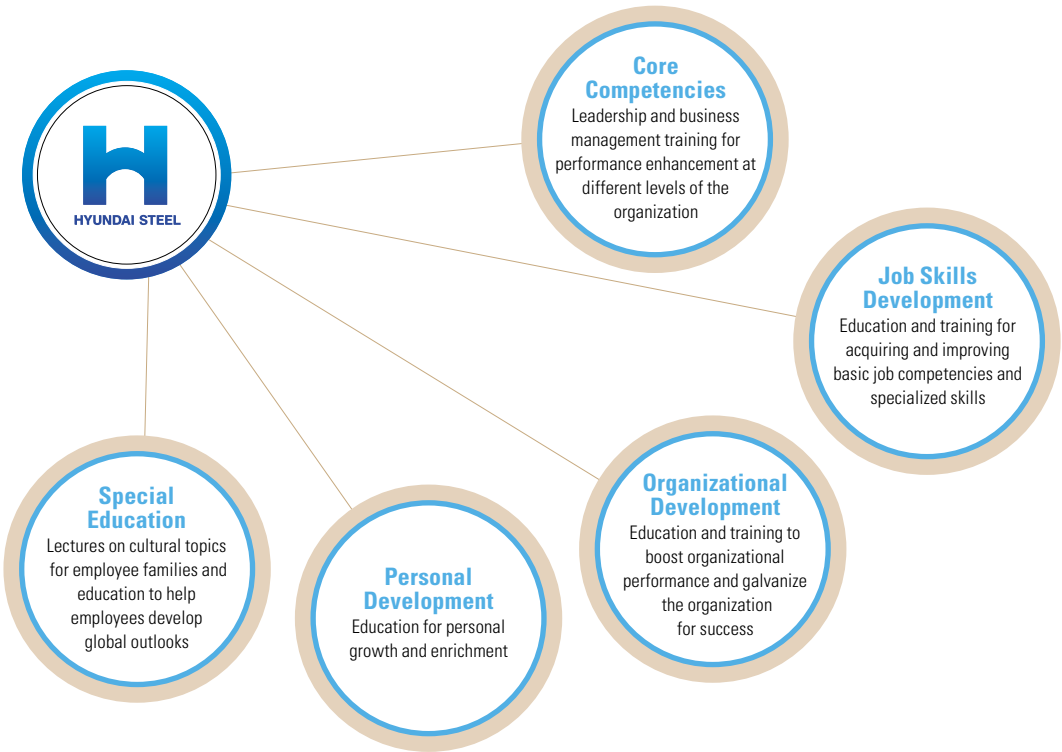 HYUNDAI STEEL
Core
Competencies
Leadership and business
management training for
performance enhancement at
different levels of the
organization
Job Skills
Development
Education and training for
acquiring and improving
basic job competencies and
specialized skills
Organizational
Development
Education and training to
boost organizational
performance and galvanize
the organization
for success
Personal
Development
Education for personal
growth and enrichment
Special
Education
Lectures on cultural topics
for employee families and
education to help
employees develop
global outlooks